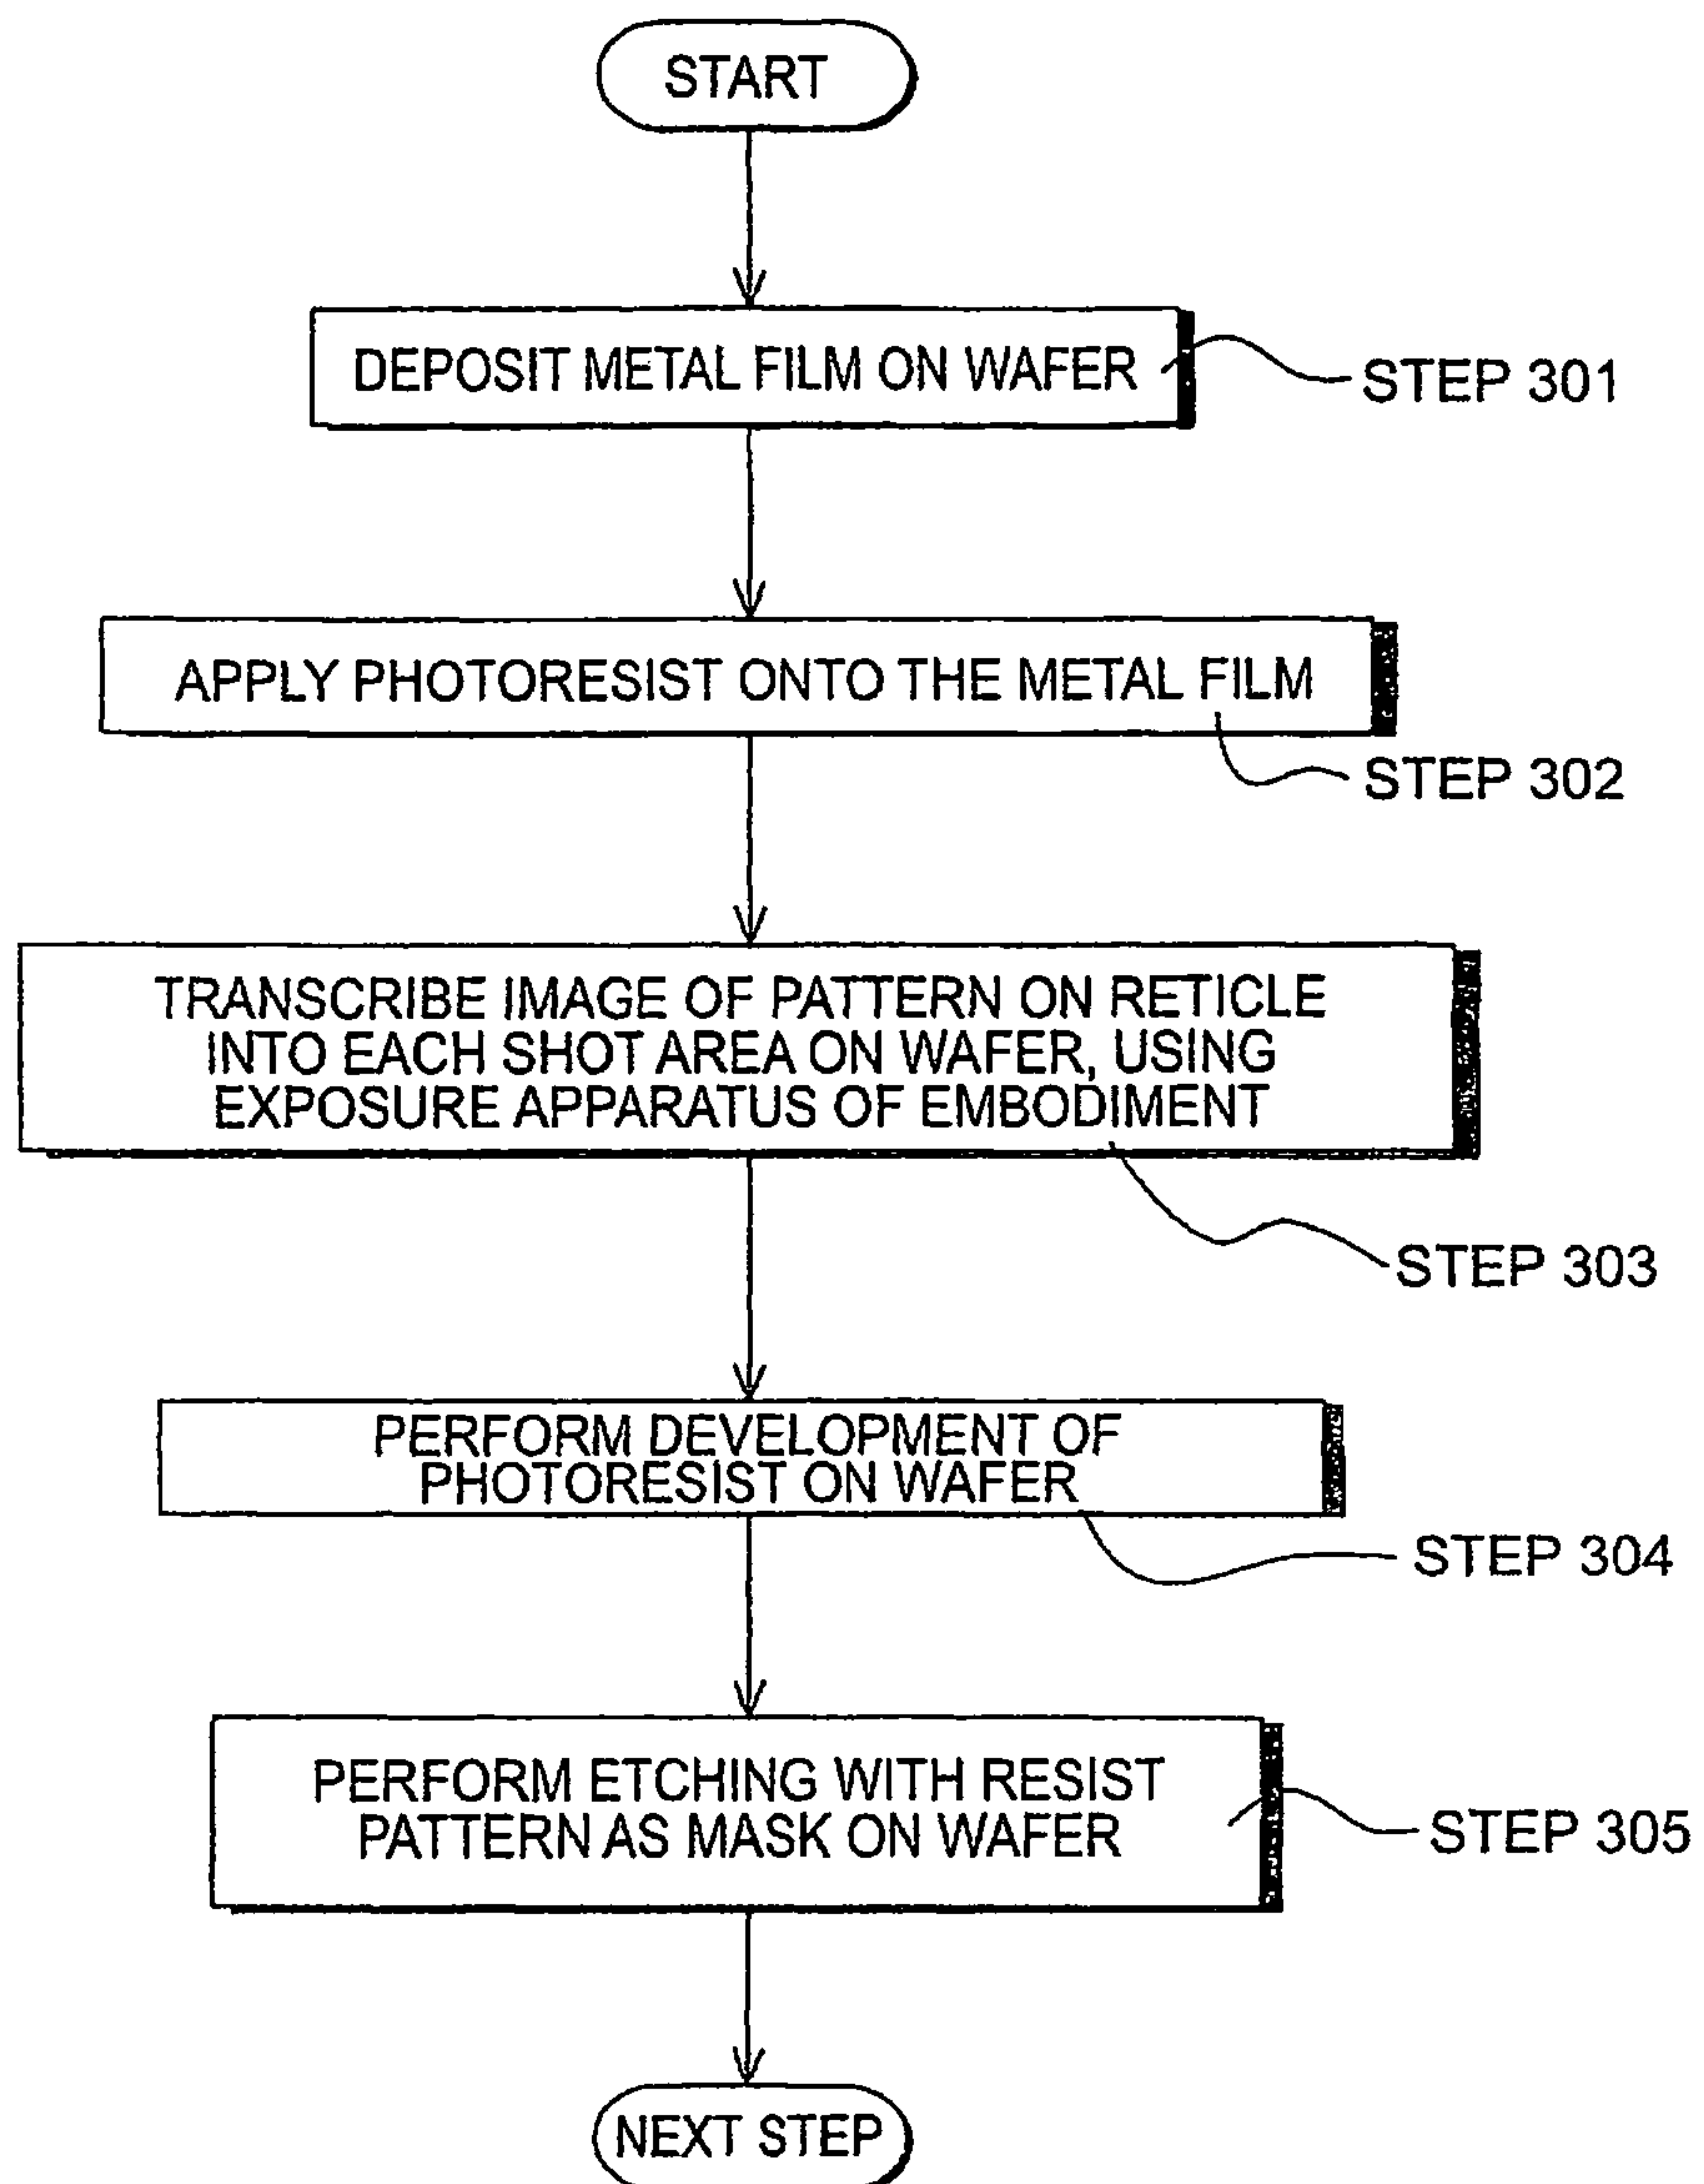 START
DEPOSIT METAL FILM ON WAFER
STEP 301
APPLY PHOTORESIST ONTO THE METAL FILM
STEP 302
TRANSCRIBE IMAGE OF PATTERN ON RETICLE
INTO EACH SHOT AREA ON WAFER, USING
EXPOSURE APPARATUS OF EMBODIMENT
STEP 303
PERFORM DEVELOPMENT OF
PHOTORESIST ON WAFER
STEP 304
PERFORM ETCHING WITH RESIST
PATTERN AS MASK ON WAFER
STEP 305
NEXT STEP